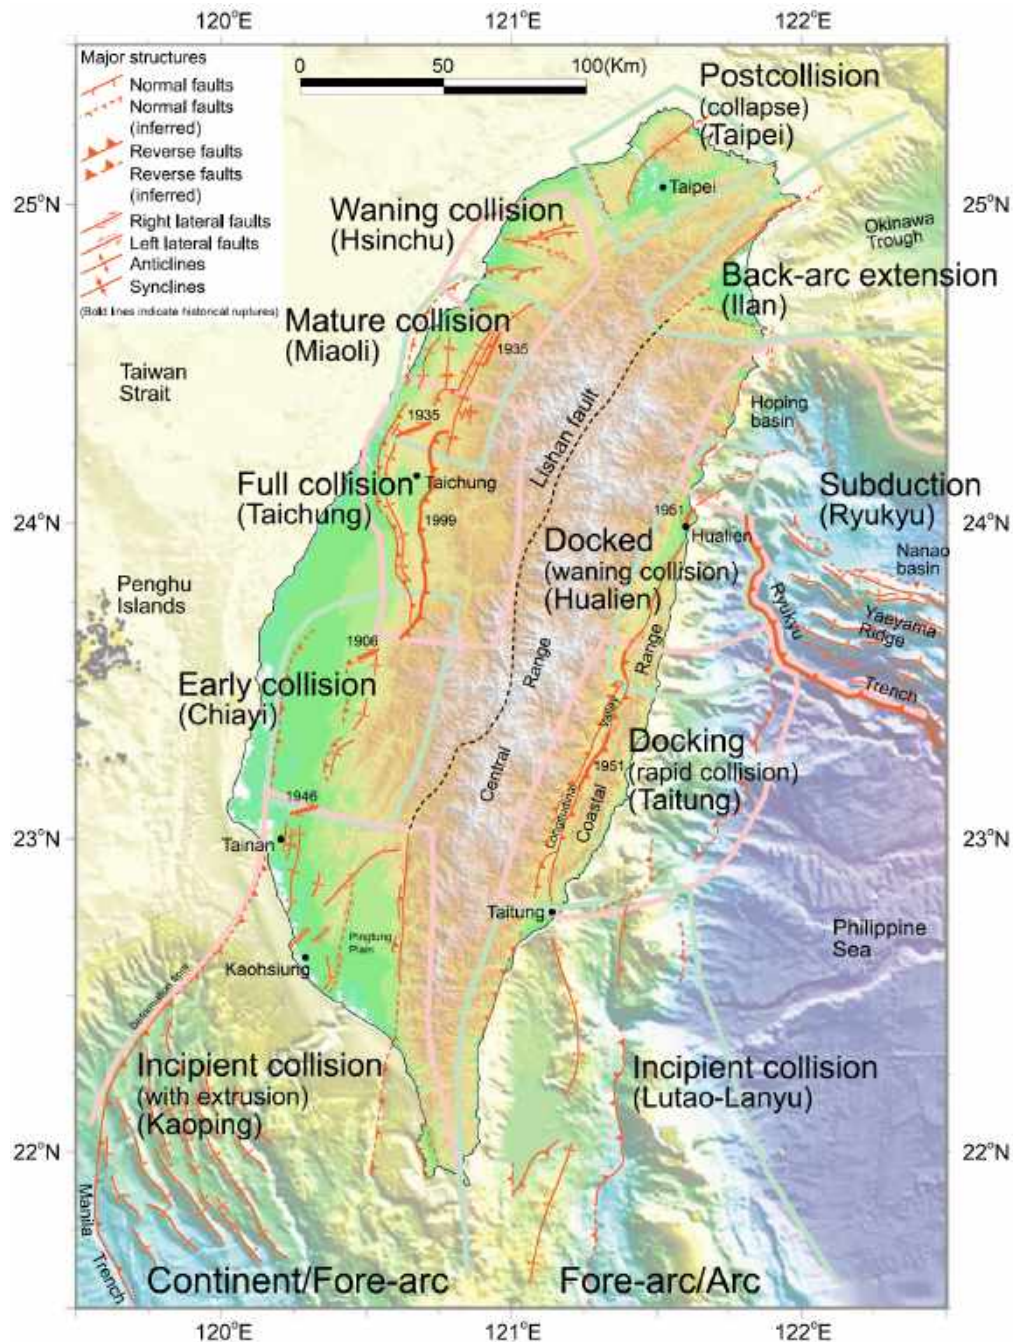 120°E
121°E
122°E
Major structures
Normal faults
Normal faults
(inferred)
Reverse faults
Reverse faults
(inferred)
Right lateral faults
Left lateral faults
Anticlines
Synclines
(Bold lines indicate historical ruptures)
0 50 100(Km)
Postcollision
(collapse)
(Taipei)
Taipei
25°N
25°N
Waning collision
(Hsinchu)
Okinawa
Trough
Back-arc extension
(Ilan)
Mature collision
(Miaoli)
1935
Taiwan
Strait
Hoping
basin
1935
Lishan fault
Full collision
(Taichung)
Taichung
1999
Subduction
(Ryukyu)
24°N
24°N
1951
Hualien
Docked
(waning collision)
(Hualien)
Nanao
basin
Penghu
Islands
Ryukyu
Trench
Yaeyama
Ridge
1906
Early collision
(Chiayi)
Central
Range
Longitudinal
Valley
Coastal
Range
Docking
(rapid collision)
(Taitung)
1951
1946
23°N
23°N
Tainan
Taitung
Philippine
Sea
Pingtung
Plain
Kaohsiung
Deformation front
Incipient collision
(with extrusion)
(Kaoping)
Incipient collision
(Lutao-Lanyu)
22°N
22°N
Manila
Trench
Continent/Fore-arc
Fore-arc/Arc
120°E
121°E
122°E